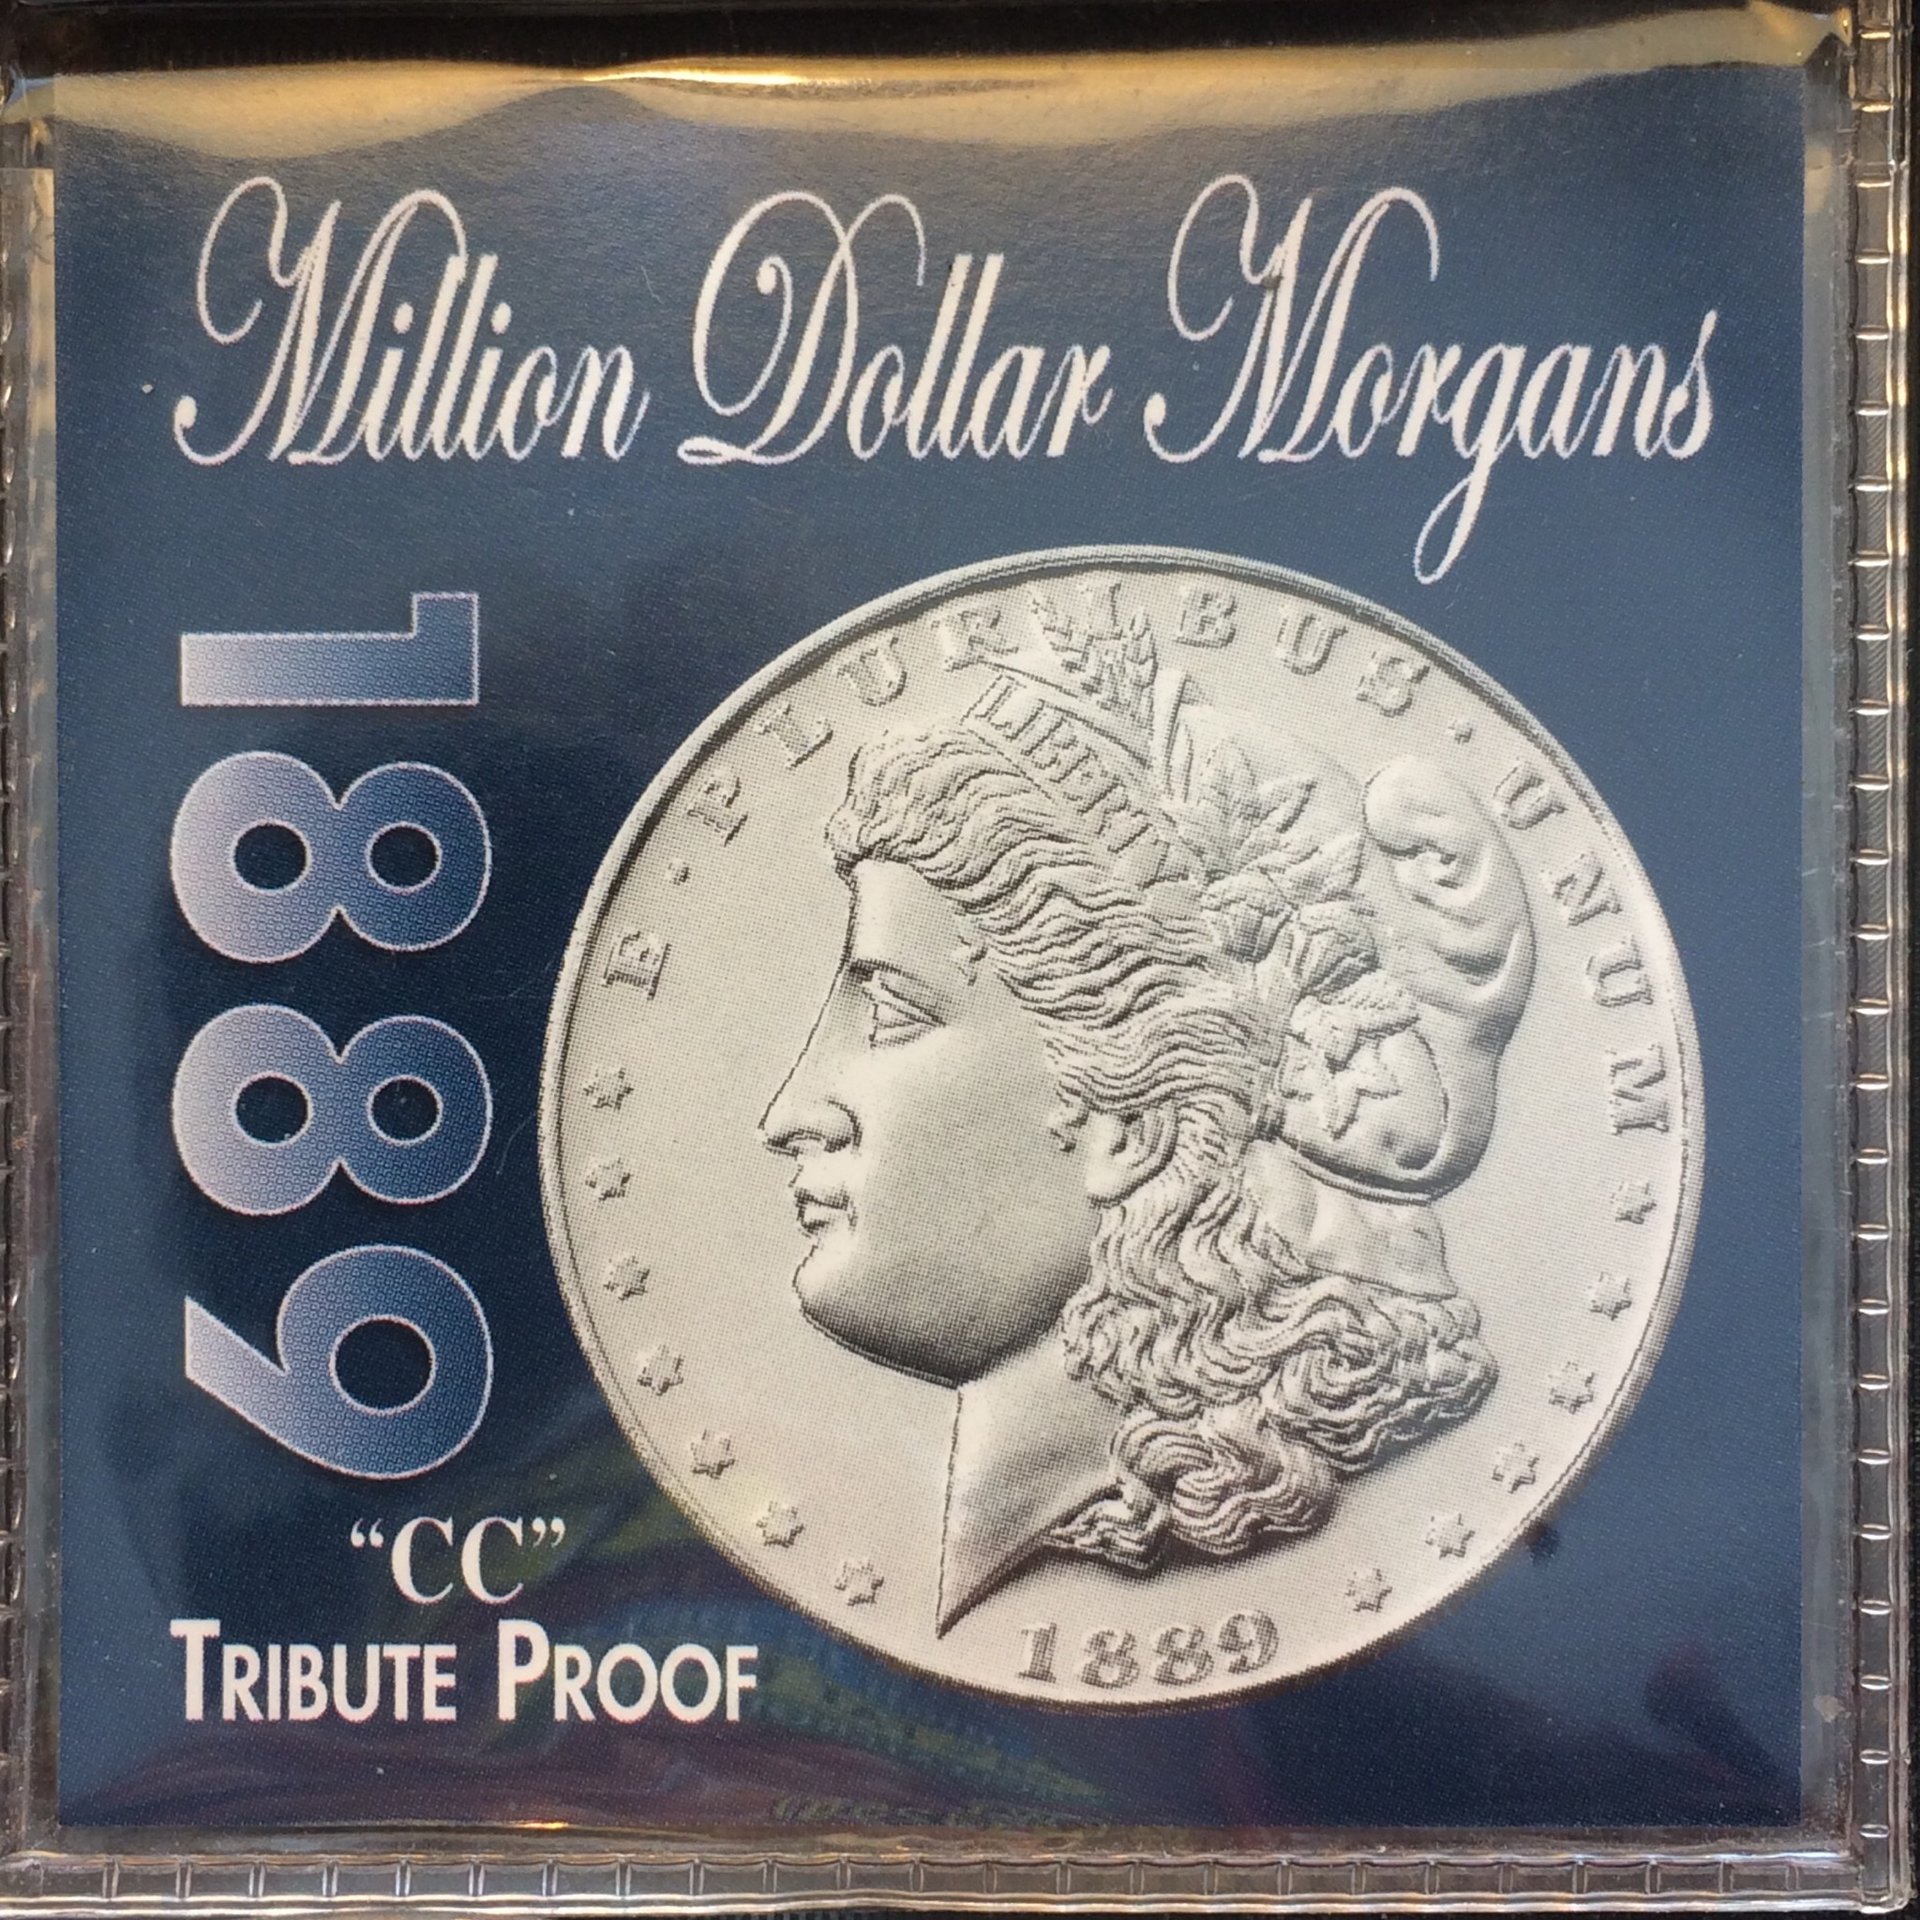 Million Dollar Morgans
1889
"CC"
TRIBUTE PROOF
E · PLURIBUS · UNUM
LIBERTY
1889